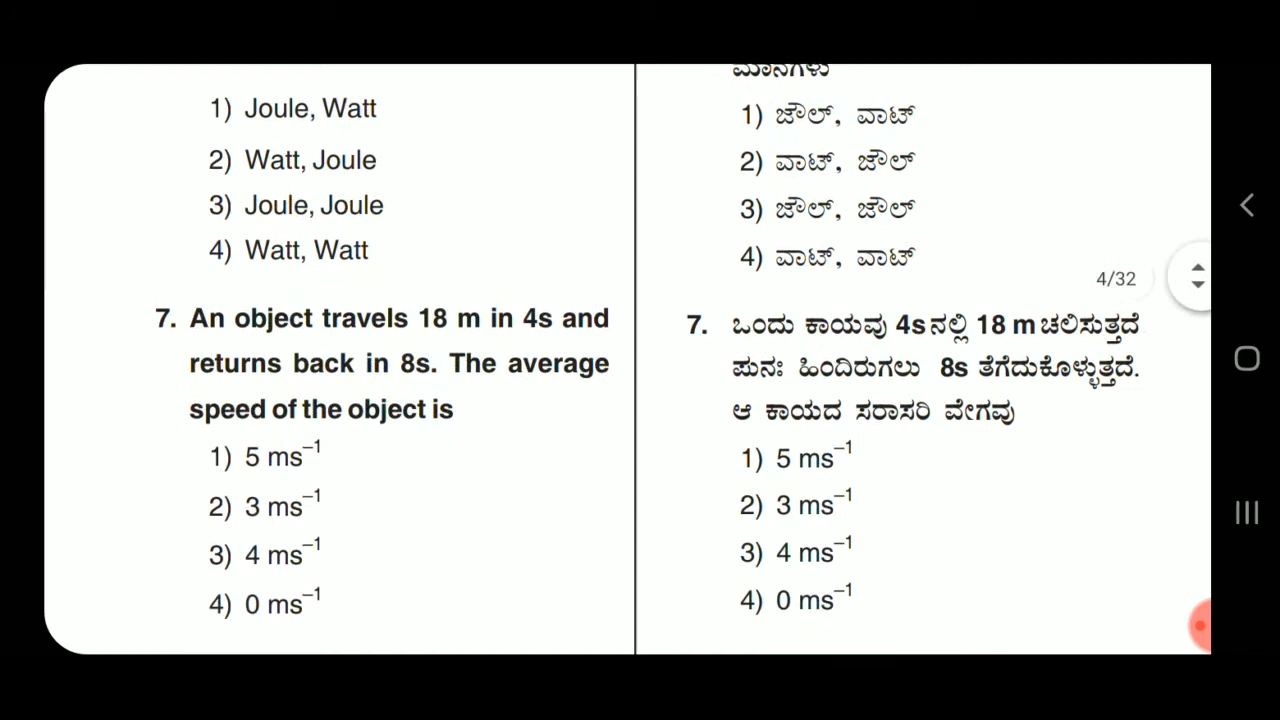 1) Joule, Watt
2) Watt, Joule
3) Joule, Joule
4) Watt, Watt
7. An object travels 18 m in 4s and
returns back in 8s. The average
speed of the object is
1) 5 ms⁻¹
2) 3 ms⁻¹
3) 4 ms⁻¹
4) 0 ms⁻¹
ಮಾನಗಳು
1) ಜೌಲ್, ವಾಟ್
2) ವಾಟ್, ಜೌಲ್
3) ಜೌಲ್, ಜೌಲ್
4) ವಾಟ್, ವಾಟ್
7. ಒಂದು ಕಾಯವು 4s ನಲ್ಲಿ 18 m ಚಲಿಸುತ್ತದೆ
ಪುನಃ ಹಿಂದಿರುಗಲು 8s ತೆಗೆದುಕೊಳ್ಳುತ್ತದೆ.
ಆ ಕಾಯದ ಸರಾಸರಿ ವೇಗವು
1) 5 ms⁻¹
2) 3 ms⁻¹
3) 4 ms⁻¹
4) 0 ms⁻¹
4/32